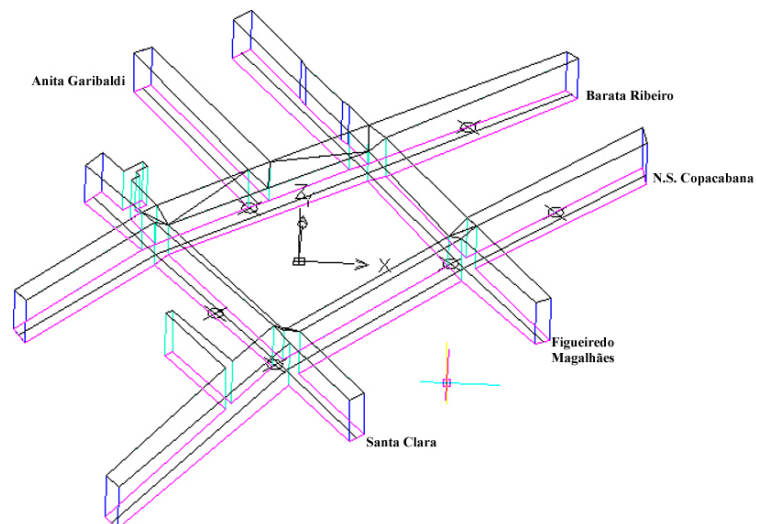 Anita Garibaldi
Barata Ribeiro
N.S. Copacabana
Z
X
Figueiredo
Magalhães
Santa Clara